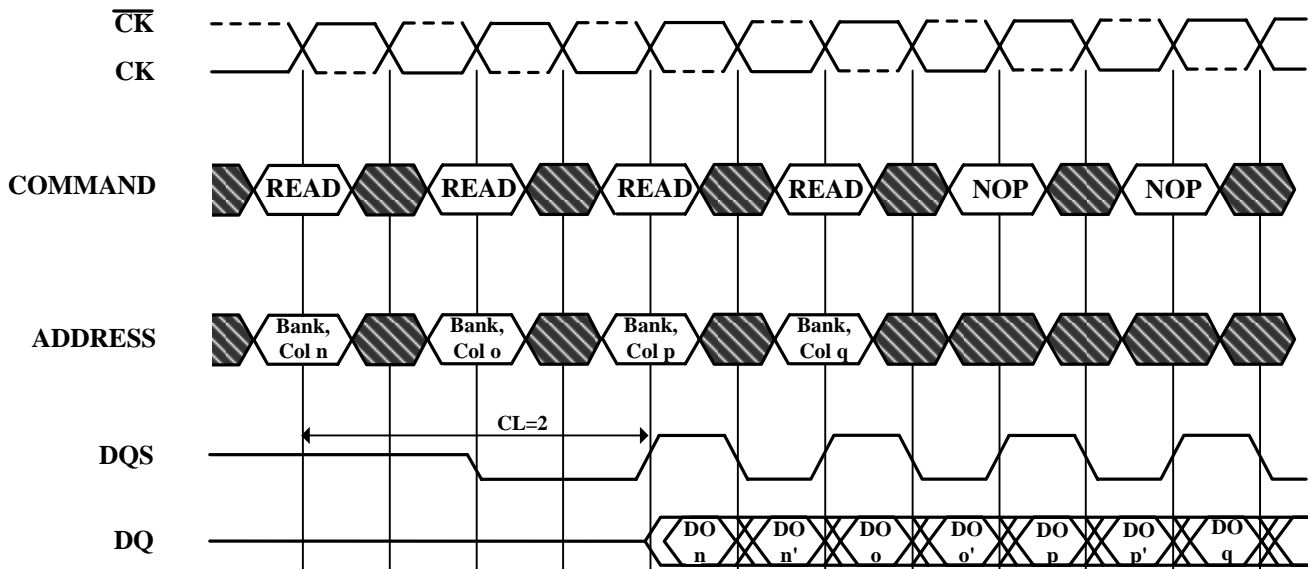 CK
CK
COMMAND
READ
READ
READ
READ
NOP
NOP
ADDRESS
Bank,
Col n
Bank,
Col o
Bank,
Col p
Bank,
Col q
CL=2
DQS
DQ
DO
n
DO
n'
DO
o
DO
o'
DO
p
DO
p'
DO
q